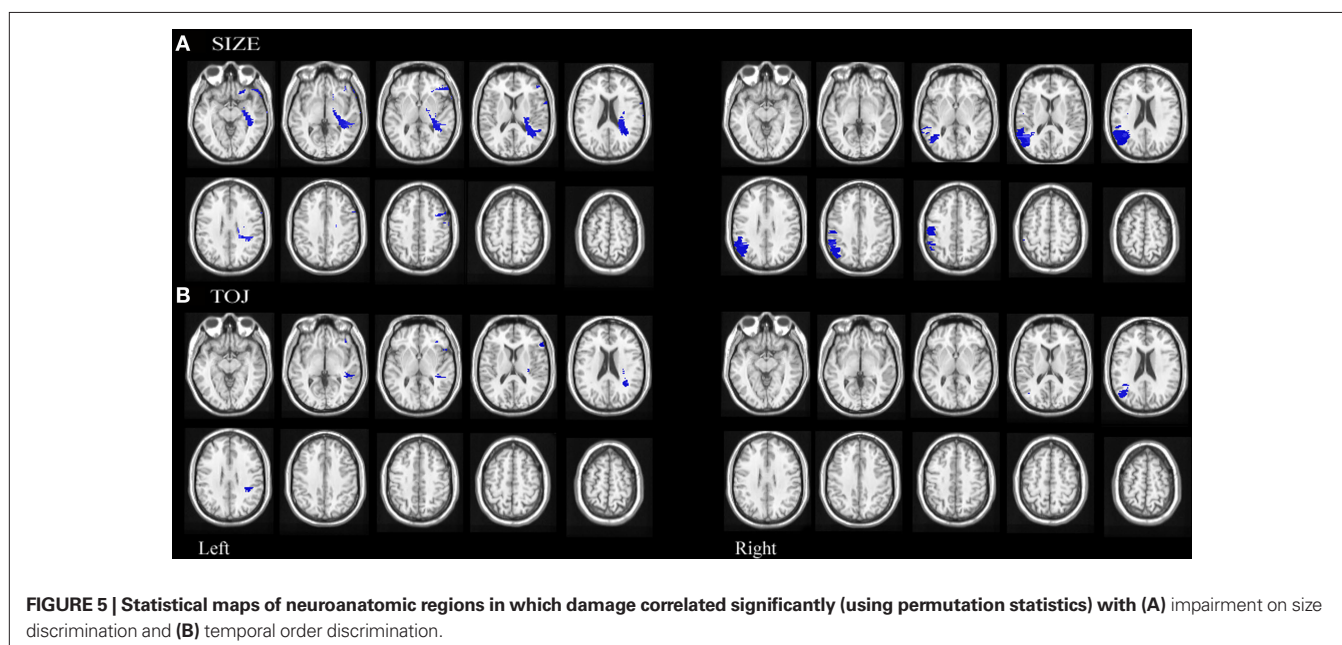 A SIZE
B TOJ
Left
Right
FIGURE 5 | Statistical maps of neuroanatomic regions in which damage correlated significantly (using permutation statistics) with (A) impairment on size
discrimination and (B) temporal order discrimination.